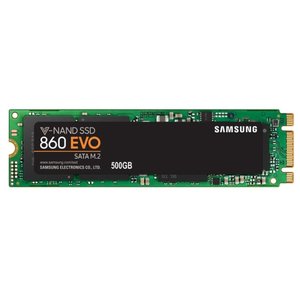 V-NAND SSD
860 EVO
SATA M.2
SAMSUNG ELECTRONICS CO., LTD.
500GB
SAMSUNG